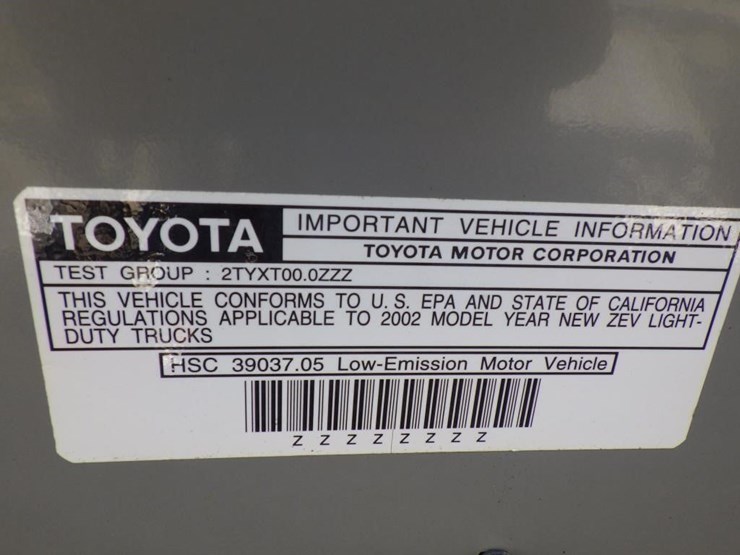 TOYOTA
IMPORTANT VEHICLE INFORMATION
TOYOTA MOTOR CORPORATION
TEST GROUP : 2TYXT00.0ZZZ
THIS VEHICLE CONFORMS TO U.S. EPA AND STATE OF CALIFORNIA
REGULATIONS APPLICABLE TO 2002 MODEL YEAR NEW ZEV LIGHT-
DUTY TRUCKS
HSC 39037.05 Low-Emission Motor Vehicle
Z Z Z Z Z Z Z Z